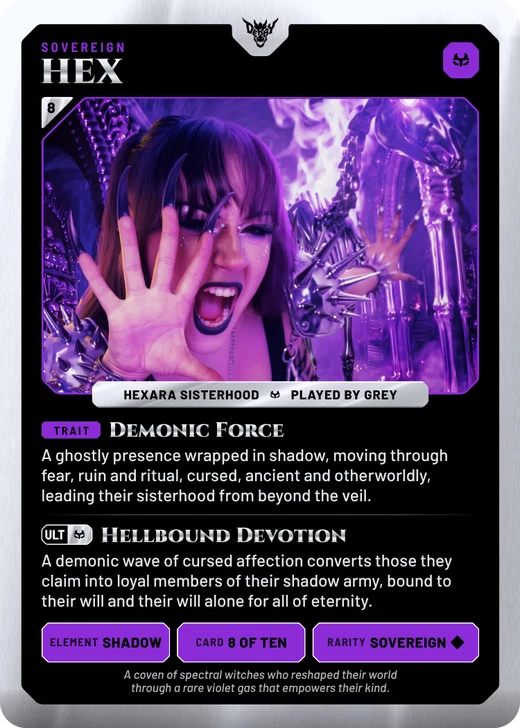 SOVEREIGN
HEX
DEMON
8
HEXARA SISTERHOOD PLAYED BY GREY
TRAIT DEMONIC FORCE
A ghostly presence wrapped in shadow, moving through
fear, ruin and ritual, cursed, ancient and otherworldly,
leading their sisterhood from beyond the veil.
ULT HELLBOUND DEVOTION
A demonic wave of cursed affection converts those they
claim into loyal members of their shadow army, bound to
their will and their will alone for all of eternity.
ELEMENT SHADOW CARD 8 OF TEN RARITY SOVEREIGN
A coven of spectral witches who reshaped their world
through a rare violet gas that empowers their kind.